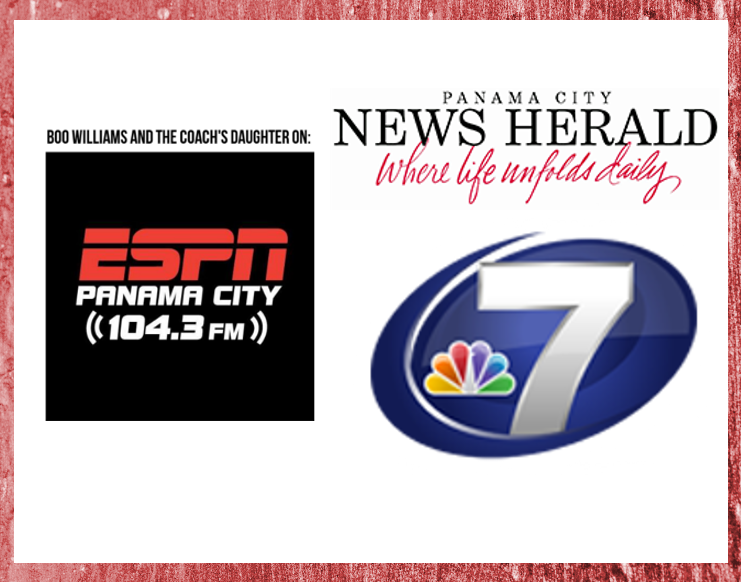 BOO WILLIAMS AND THE COACH'S DAUGHTER ON:
ESPN
PANAMA CITY
104.3 FM
PANAMA CITY
NEWS HERALD
Where life unfolds daily
7